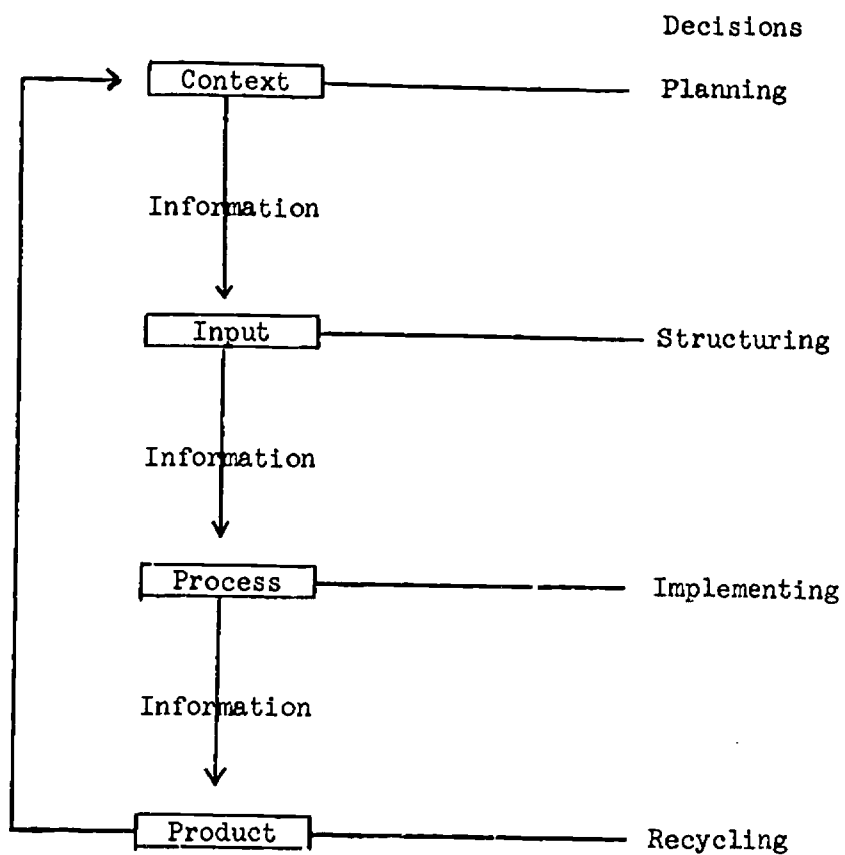 Decisions
Context Planning
Information
Input Structuring
Information
Process Implementing
Information
Product Recycling